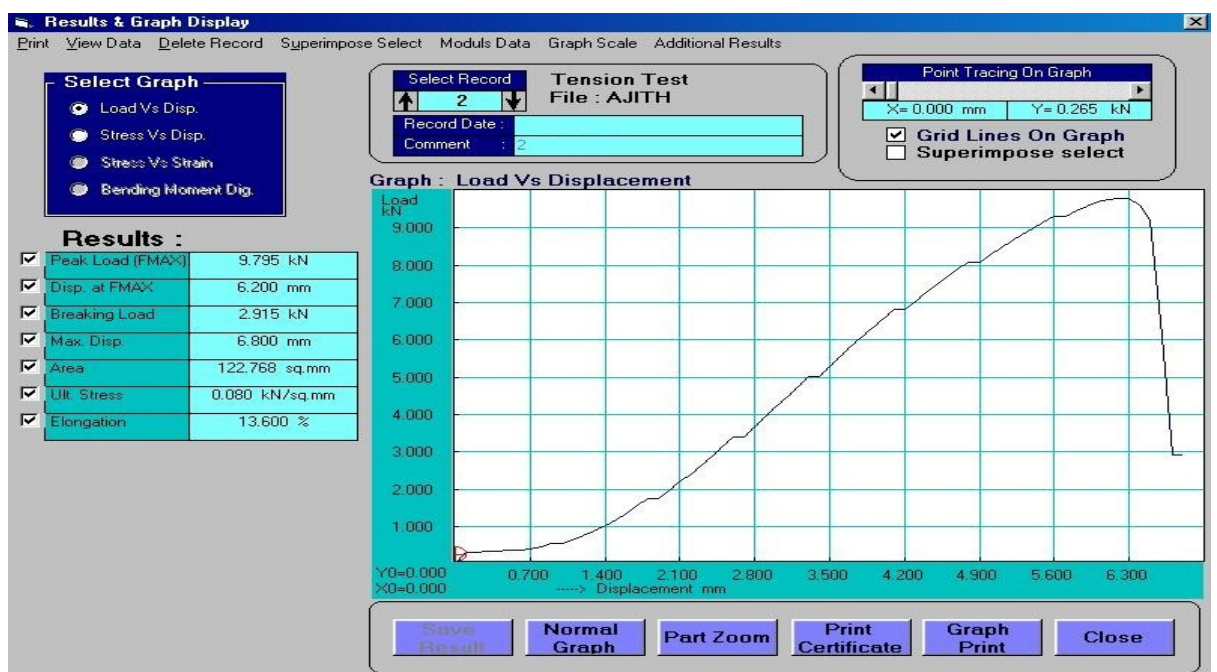 Results & Graph Display
Print View Data Delete Record Superimpose Select Moduls Data Graph Scale Additional Results
Select Graph
Load Vs Disp.
Stress Vs Disp.
Stress Vs Strain
Bending Moment Dig.
Select Record
2
Tension Test
File : AJITH
Record Date :
Comment : 2
Point Tracing On Graph
X= 0.000 mm Y= 0.265 kN
Grid Lines On Graph
Superimpose select
Results :
Peak Load (FMAX) 9.795 kN
Disp. at FMAX 6.200 mm
Breaking Load 2.915 kN
Max. Disp. 6.800 mm
Area 122.768 sq.mm
Ult. Stress 0.080 kN/sq.mm
Elongation 13.600 %
Graph : Load Vs Displacement
Load
kN
9.000
8.000
7.000
6.000
5.000
4.000
3.000
2.000
1.000
Y0=0.000 0.700 1.400 2.100 2.800 3.500 4.200 4.900 5.600 6.300
X0=0.000 ----> Displacement mm
Save Result
Normal Graph
Part Zoom
Print Certificate
Graph Print
Close